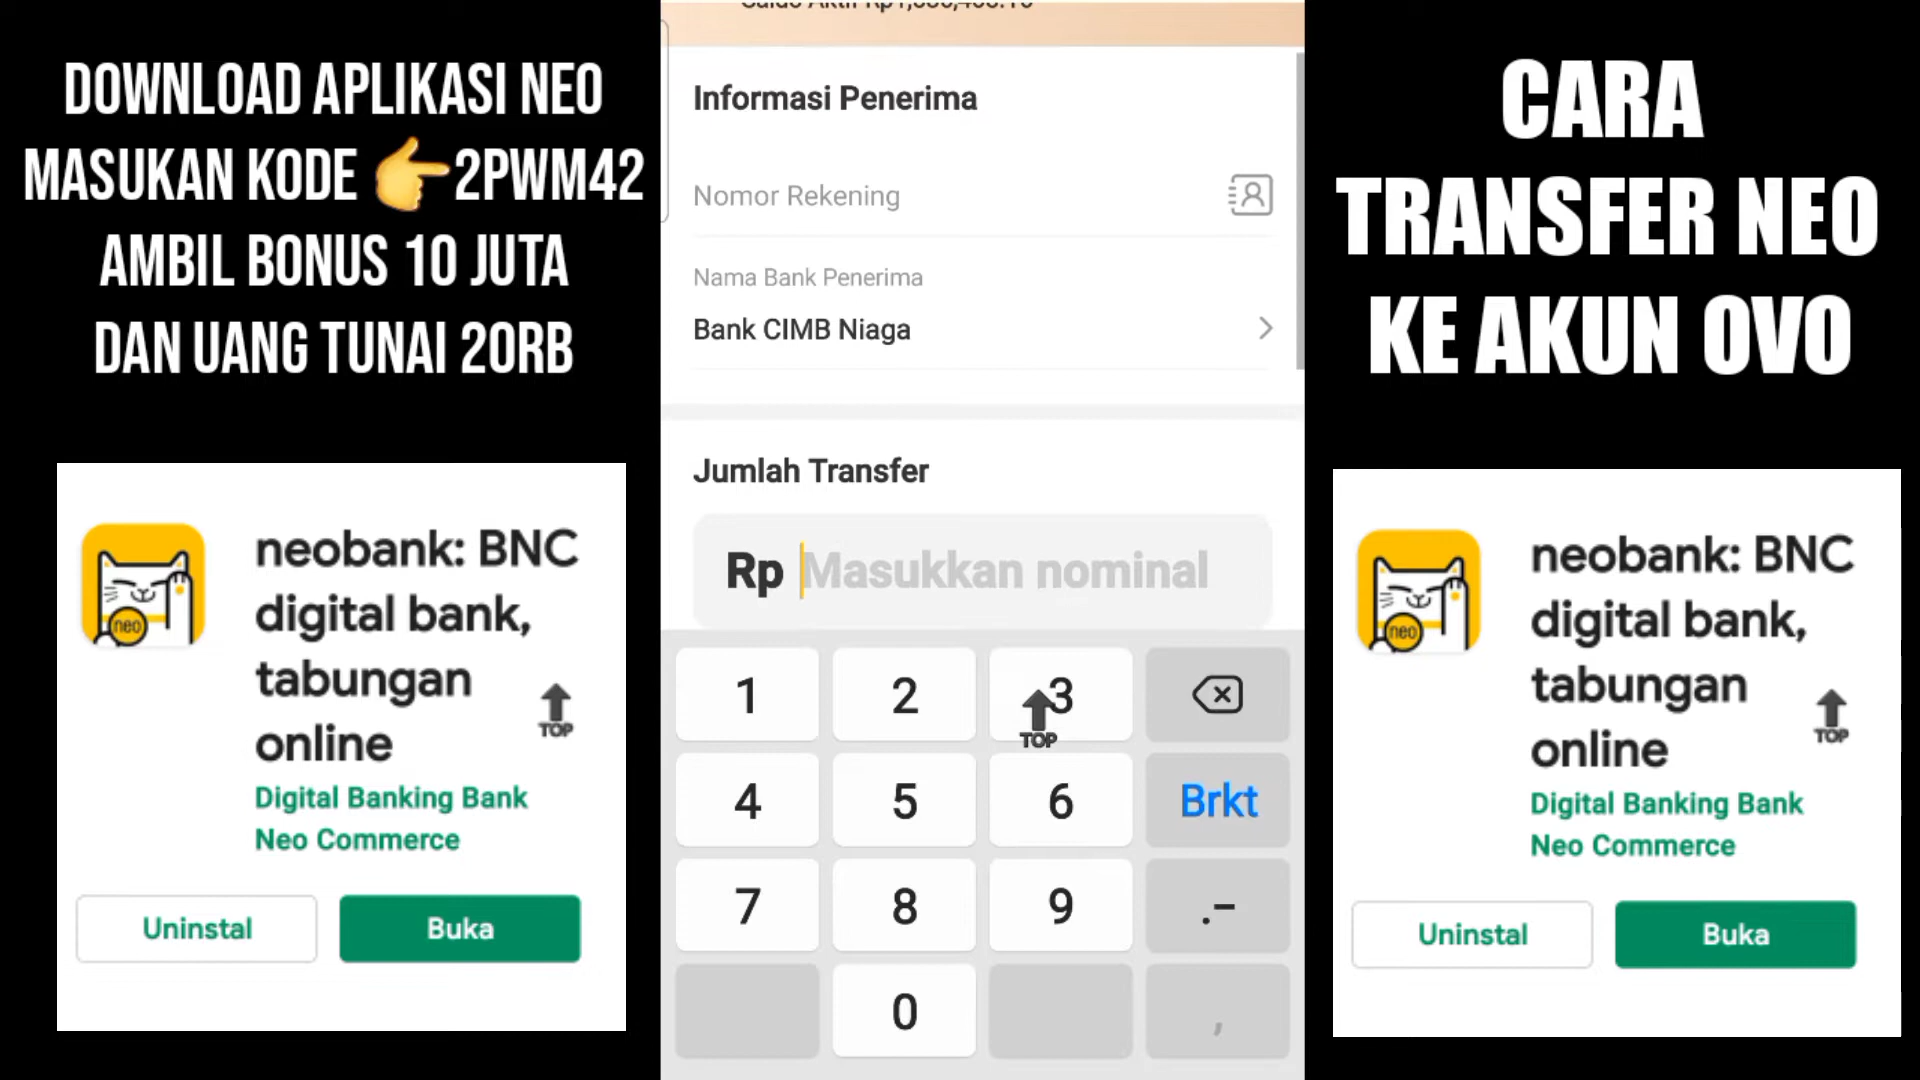 DOWNLOAD APLIKASI NEO
MASUKAN KODE 👉2PWM42
AMBIL BONUS 10 JUTA
DAN UANG TUNAI 20RB
neobank: BNC
digital bank,
tabungan
online
TOP
Digital Banking Bank
Neo Commerce
neo
Uninstal
Buka
Informasi Penerima
Nomor Rekening
Nama Bank Penerima
Bank CIMB Niaga
Jumlah Transfer
Rp Masukkan nominal
1 2 3
TOP
4 5 6 Brkt
7 8 9 .-
0 ,
CARA
TRANSFER NEO
KE AKUN OVO
neobank: BNC
digital bank,
tabungan
online
TOP
Digital Banking Bank
Neo Commerce
neo
Uninstal
Buka